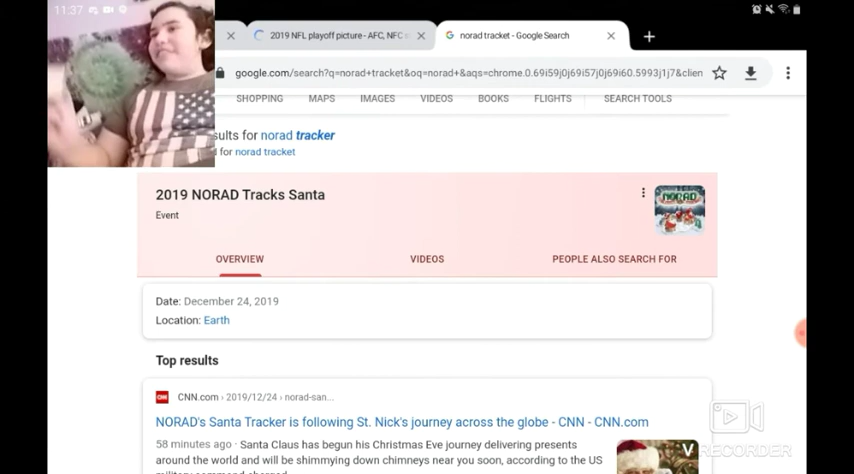 11:37
2019 NFL playoff picture - AFC, NFC
norad tracket - Google Search
google.com/search?q=norad+tracket&oq=norad+&aqs=chrome.0.69i59j0j69i57j0j69i60.5993j1j7&clien
SHOPPING MAPS IMAGES VIDEOS BOOKS FLIGHTS SEARCH TOOLS
sults for norad tracker
d for norad tracket
2019 NORAD Tracks Santa
Event
NORAD
OVERVIEW VIDEOS PEOPLE ALSO SEARCH FOR
Date: December 24, 2019
Location: Earth
Top results
CNN
CNN.com › 2019/12/24 › norad-san...
NORAD's Santa Tracker is following St. Nick's journey across the globe - CNN - CNN.com
58 minutes ago · Santa Claus has begun his Christmas Eve journey delivering presents
around the world and will be shimmying down chimneys near you soon, according to the US
V RECORDER